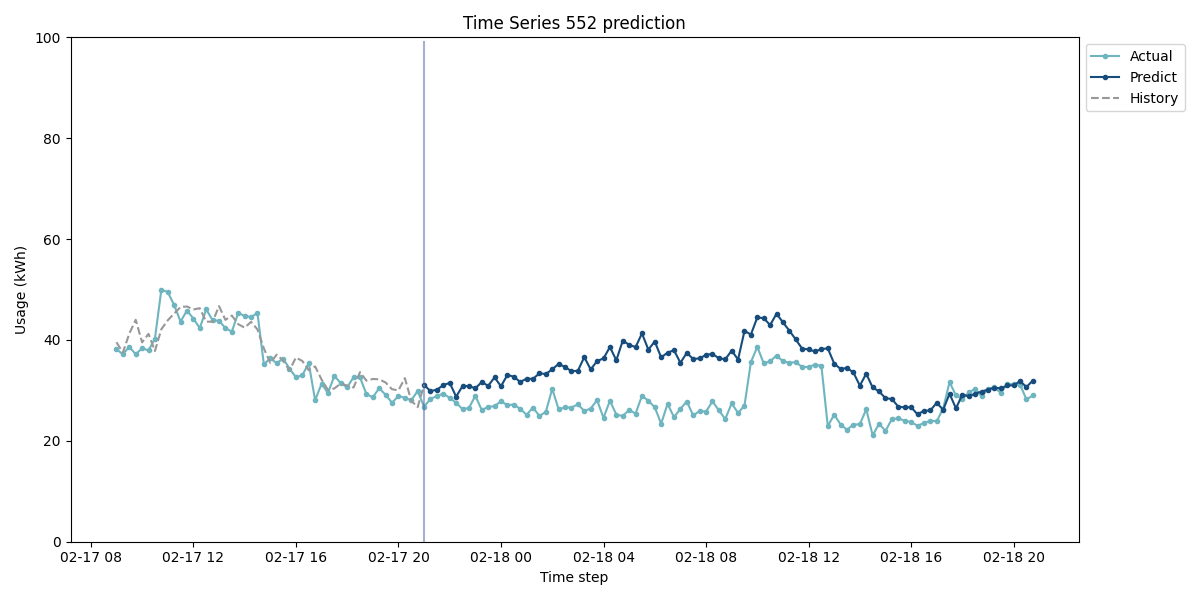 Time Series 552 prediction
Usage (kWh)
100
80
60
40
20
0
02-17 08 02-17 12 02-17 16 02-17 20 02-18 00 02-18 04 02-18 08 02-18 12 02-18 16 02-18 20
Time step
Actual
Predict
History